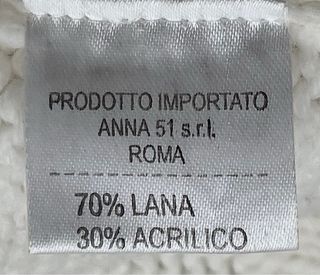 PRODOTTO IMPORTATO
ANNA 51 s.r.l.
ROMA
70% LANA
30% ACRILICO